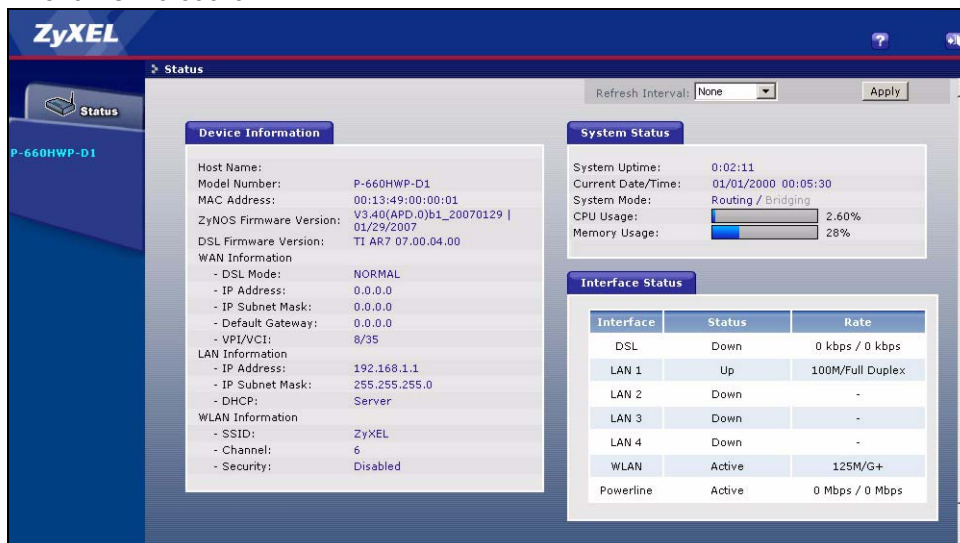 ZyXEL
Status
Refresh Interval: None Apply
Status
P-660HWP-D1
Device Information
Host Name:
Model Number: P-660HWP-D1
MAC Address: 00:13:49:00:00:01
ZyNOS Firmware Version: V3.40(APD.0)b1_20070129 |
01/29/2007
DSL Firmware Version: TI AR7 07.00.04.00
WAN Information
- DSL Mode: NORMAL
- IP Address: 0.0.0.0
- IP Subnet Mask: 0.0.0.0
- Default Gateway: 0.0.0.0
- VPI/VCI: 8/35
LAN Information
- IP Address: 192.168.1.1
- IP Subnet Mask: 255.255.255.0
- DHCP: Server
WLAN Information
- SSID: ZyXEL
- Channel: 6
- Security: Disabled
System Status
System Uptime: 0:02:11
Current Date/Time: 01/01/2000 00:05:30
System Mode: Routing / Bridging
CPU Usage: 2.60%
Memory Usage: 28%
Interface Status
Interface Status Rate
DSL Down 0 kbps / 0 kbps
LAN 1 Up 100M/Full Duplex
LAN 2 Down -
LAN 3 Down -
LAN 4 Down -
WLAN Active 125M/G+
Powerline Active 0 Mbps / 0 Mbps